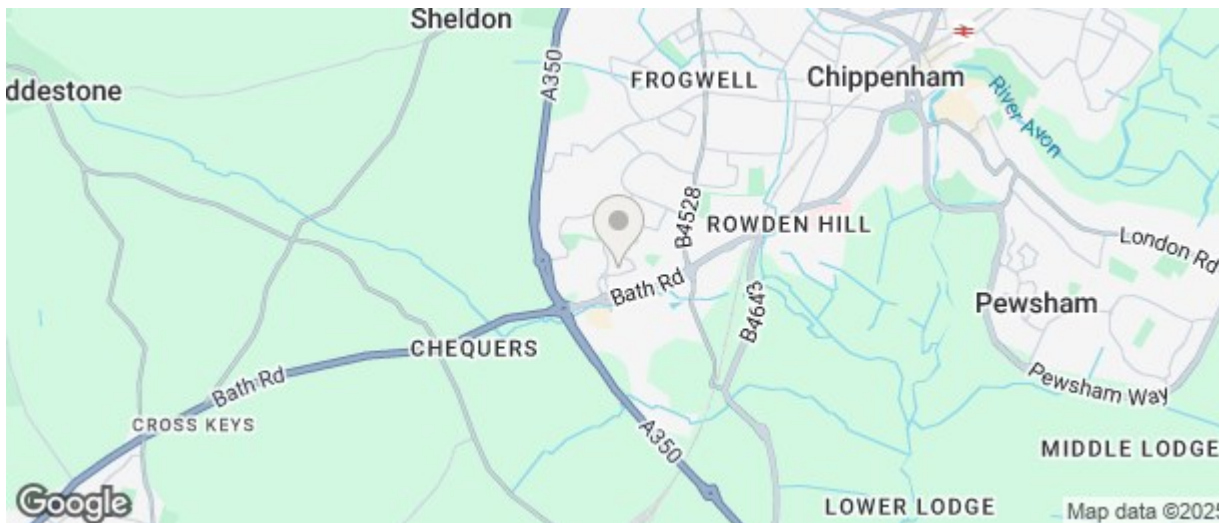 Sheldon
ddestone
A350
FROGWELL
Chippenham
River Avon
B4528
ROWDEN HILL
London Rd
Bath Rd
Pewsham
B4643
CHEQUERS
Bath Rd
Pewsham Way
CROSS KEYS
A350
MIDDLE LODGE
LOWER LODGE
Google
Map data ©2025